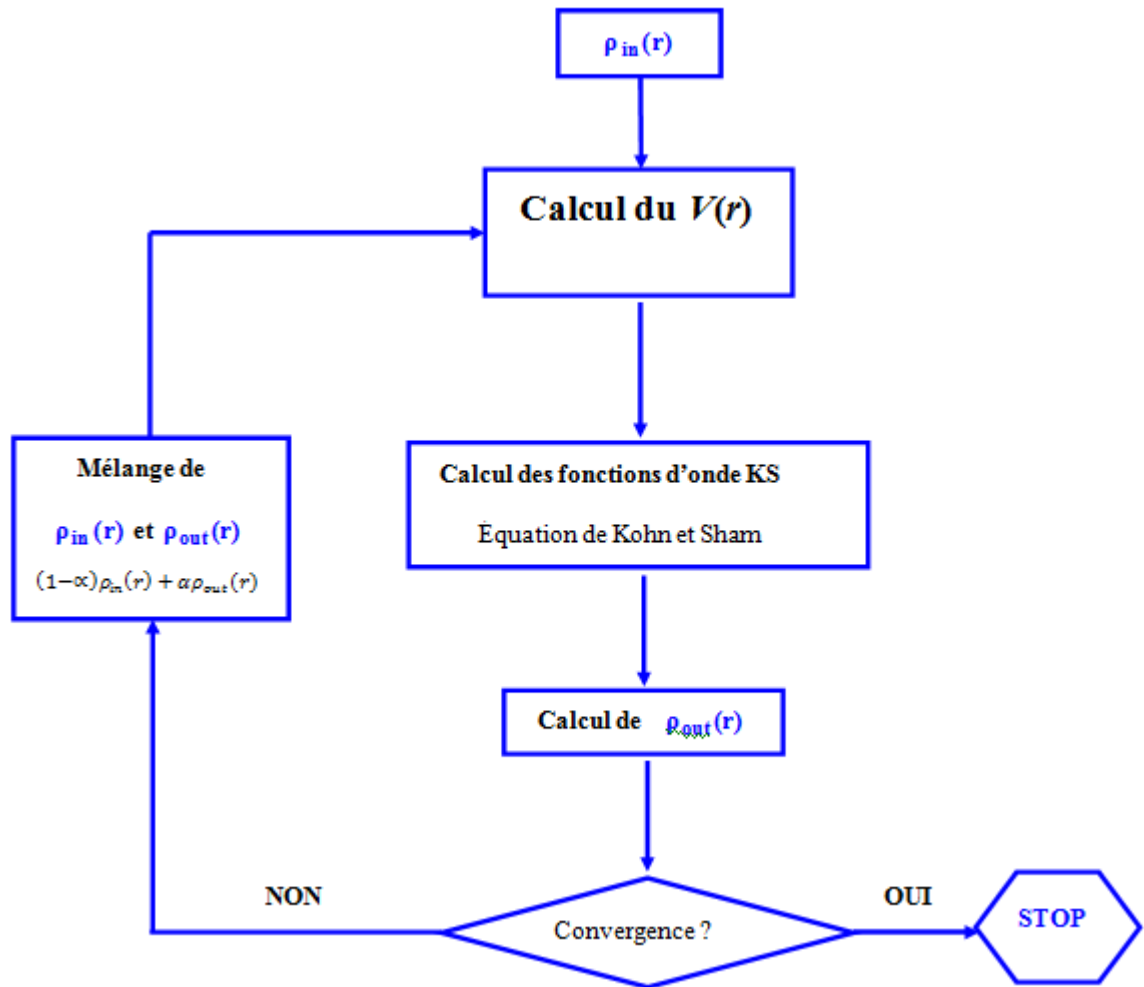 ρ in (r)
Calcul du V(r)
Mélange de
ρin (r) et ρout(r)
(1−∝)ρin(r) + αρout(r)
Calcul des fonctions d’onde KS
Équation de Kohn et Sham
Calcul de ρout(r)
NON
OUI
Convergence ?
STOP